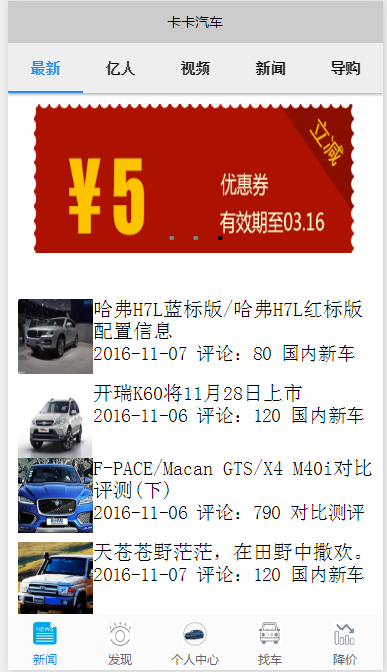 卡卡汽车
最新 亿人 视频 新闻 导购
立减
¥5
优惠券
有效期至03.16
哈弗H7L蓝标版/哈弗H7L红标版
配置信息
2016-11-07 评论: 80 国内新车
开瑞K60将11月28日上市
2016-11-06 评论: 120 国内新车
F-PACE/Macan GTS/X4 M40i对比
评测(下)
2016-11-06 评论: 790 对比测评
天苍苍野茫茫，在田野中撒欢。
2016-11-07 评论: 120 国内新车
NEWS
新闻 发现 个人中心 找车 降价